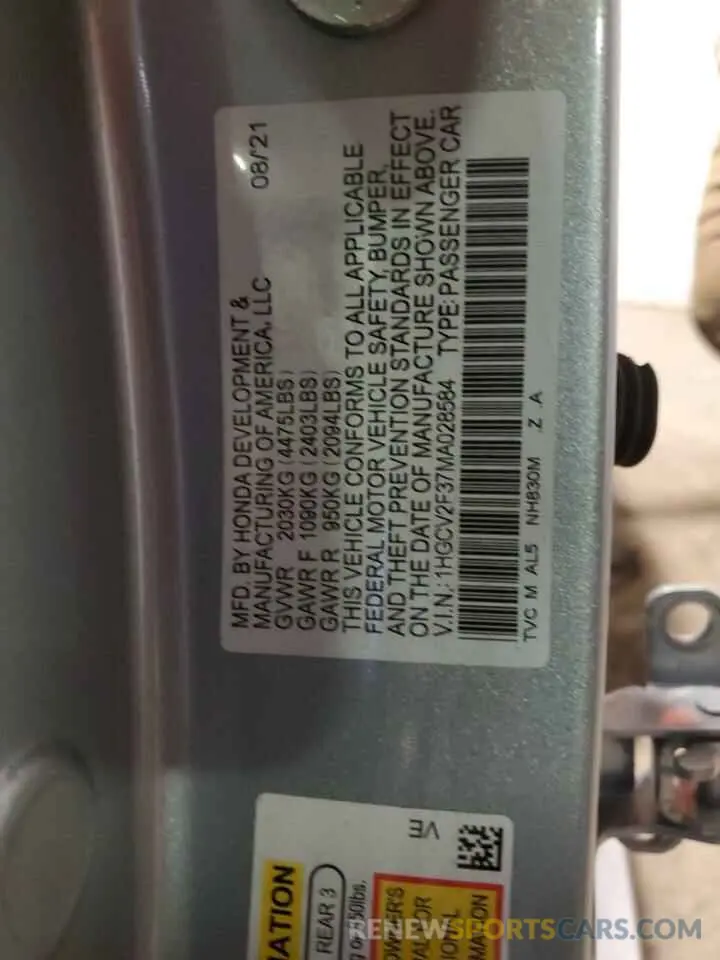 MFD. BY HONDA DEVELOPMENT & 08/21
MANUFACTURING OF AMERICA, LLC
GVWR 2030KG (4475LBS)
GAWR F 1090KG (2403LBS)
GAWR R 950KG (2094LBS)
THIS VEHICLE CONFORMS TO ALL APPLICABLE
FEDERAL MOTOR VEHICLE SAFETY, BUMPER,
AND THEFT PREVENTION STANDARDS IN EFFECT
ON THE DATE OF MANUFACTURE SHOWN ABOVE.
V.I.N.: 1HGCV2F37MA028584 TYPE: PASSENGER CAR
TVC M AL5 NH830M Z . A
VE
REAR 3
50lbs.
RENEWSPORTSCARS.COM